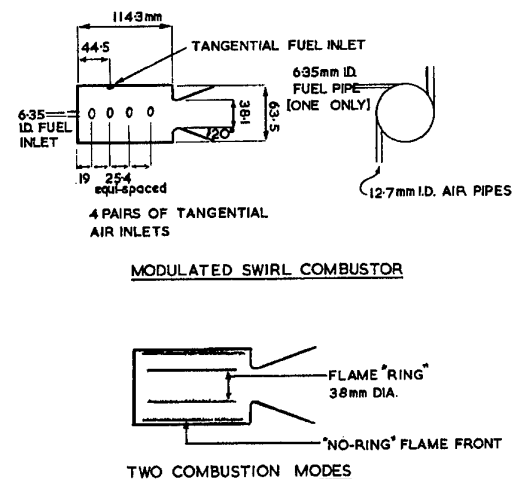 114·3mm
44·5
TANGENTIAL FUEL INLET
6·35
I.D. FUEL
INLET
38·1
63·5
20°
19
25·4
equi-spaced
4 PAIRS OF TANGENTIAL
AIR INLETS
6·35mm I.D.
FUEL PIPE
[ONE ONLY]
12·7mm I.D. AIR PIPES
MODULATED SWIRL COMBUSTOR
FLAME "RING"
38mm DIA.
"NO-RING" FLAME FRONT
TWO COMBUSTION MODES